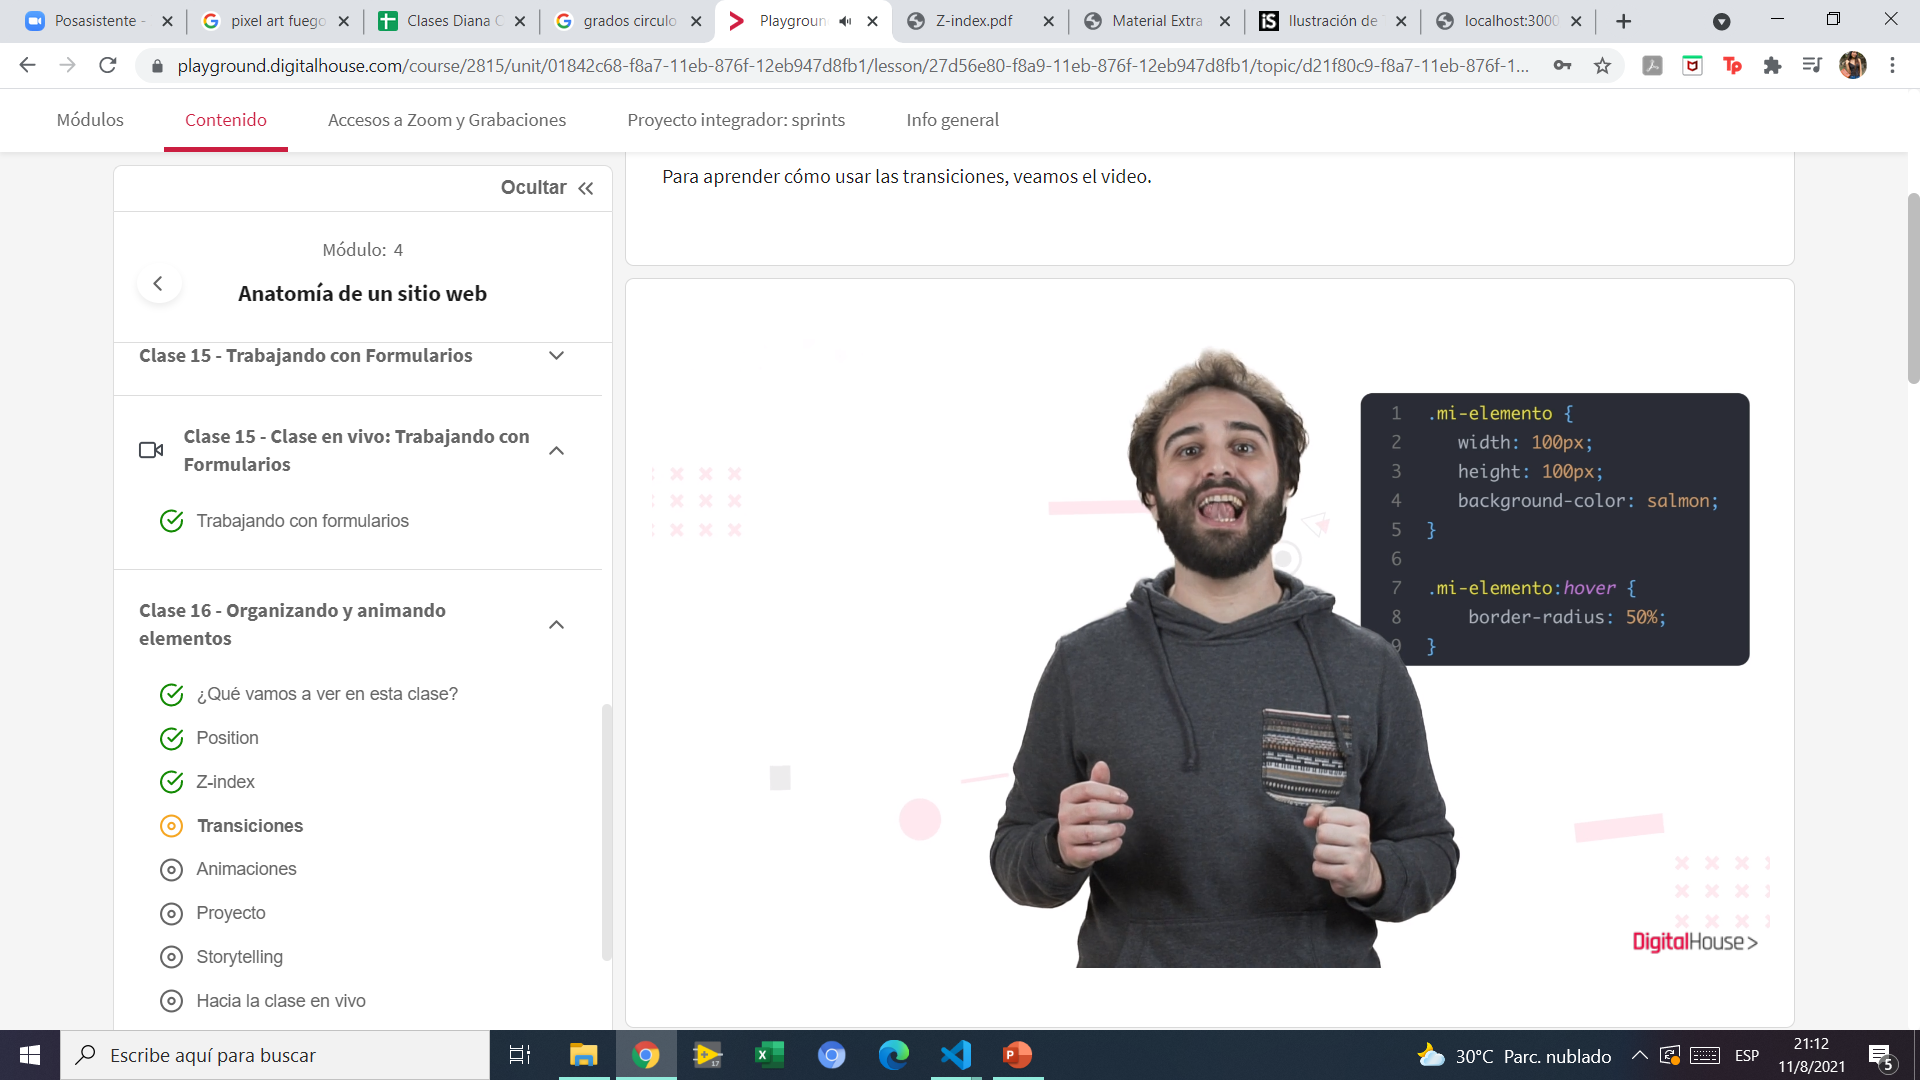 Posasistente -
pixel art fuego
Clases Diana C
grados circulo
Playground
Z-index.pdf
Material Extra
Ilustración de
localhost:3000
playground.digitalhouse.com/course/2815/unit/01842c68-f8a7-11eb-876f-12eb947d8fb1/lesson/27d56e80-f8a9-11eb-876f-12eb947d8fb1/topic/d21f80c9-f8a7-11eb-876f-1...
Tp
Módulos
Contenido
Accesos a Zoom y Grabaciones
Proyecto integrador: sprints
Info general
Ocultar
Módulo: 4
Anatomía de un sitio web
Clase 15 - Trabajando con Formularios
Clase 15 - Clase en vivo: Trabajando con
Formularios
Trabajando con formularios
Clase 16 - Organizando y animando
elementos
¿Qué vamos a ver en esta clase?
Position
Z-index
Transiciones
Animaciones
Proyecto
Storytelling
Hacia la clase en vivo
Para aprender cómo usar las transiciones, veamos el video.
1 .mi-elemento {
2 width: 100px;
3 height: 100px;
4 background-color: salmon;
5 }
6
7 .mi-elemento:hover {
8 border-radius: 50%;
9 }
DigitalHouse>
Escribe aquí para buscar
30°C Parc. nublado
ESP
21:12
11/8/2021
5